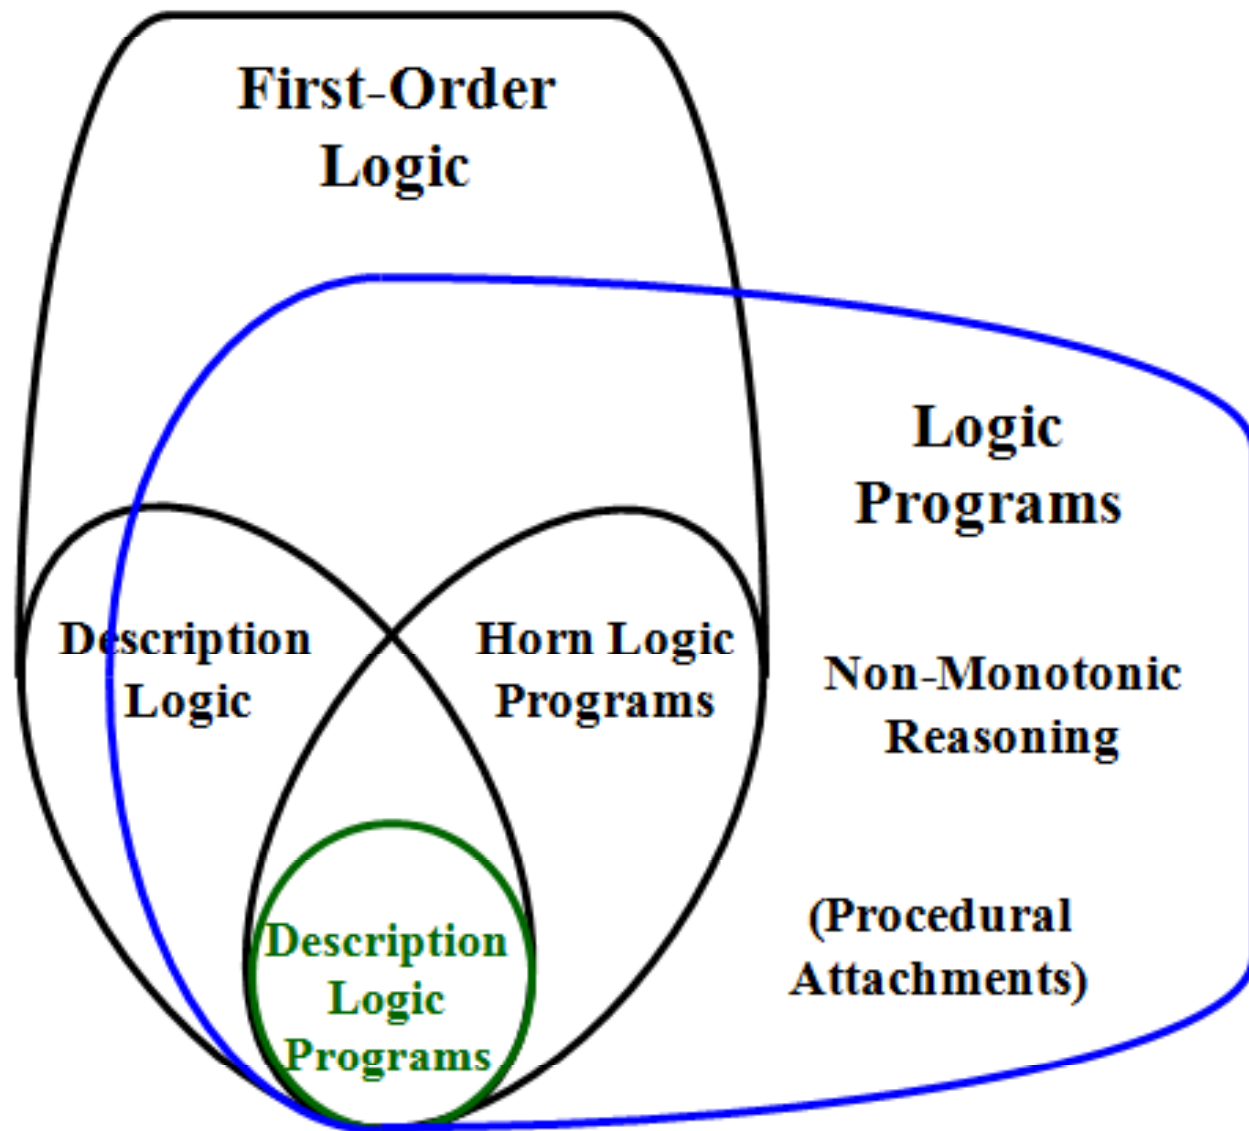 First-Order
Logic
Logic
Programs
Description
Logic
Horn Logic
Programs
Non-Monotonic
Reasoning
(Procedural
Attachments)
Description
Logic
Programs